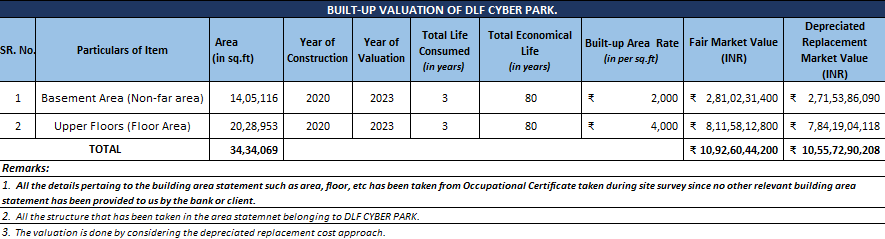 BUILT-UP VALUATION OF DLF CYBER PARK.
SR. No. Particulars of Item Area (in sq.ft) Year of Construction Year of Valuation Total Life Consumed (in years) Total Economical Life (in years) Built-up Area Rate (in per sq.ft) Fair Market Value (INR) Depreciated Replacement Market Value (INR)
1 Basement Area (Non-far area) 14,05,116 2020 2023 3 80 ₹ 2,000 ₹ 2,81,02,31,400 ₹ 2,71,53,86,090
2 Upper Floors (Floor Area) 20,28,953 2020 2023 3 80 ₹ 4,000 ₹ 8,11,58,12,800 ₹ 7,84,19,04,118
TOTAL 34,34,069 ₹ 10,92,60,44,200 ₹ 10,55,72,90,208
Remarks:
1. All the details pertaining to the building area statement such as area, floor, etc has been taken from Occupational Certificate taken during site survey since no other relevant building area
statement has been provided to us by the bank or client.
2. All the structure that has been taken in the area statemnet belonging to DLF CYBER PARK.
3. The valuation is done by considering the depreciated replacement cost approach.